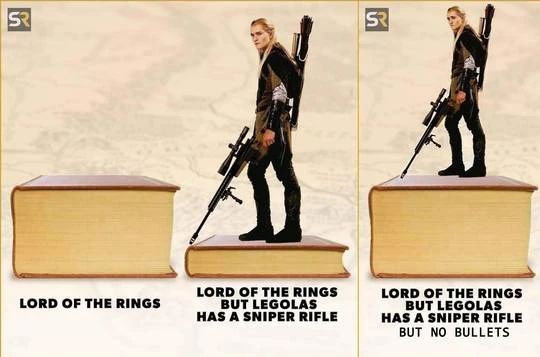 SR
SR
LORD OF THE RINGS
LORD OF THE RINGS
BUT LEGOLAS
HAS A SNIPER RIFLE
LORD OF THE RINGS
BUT LEGOLAS
HAS A SNIPER RIFLE
BUT NO BULLETS